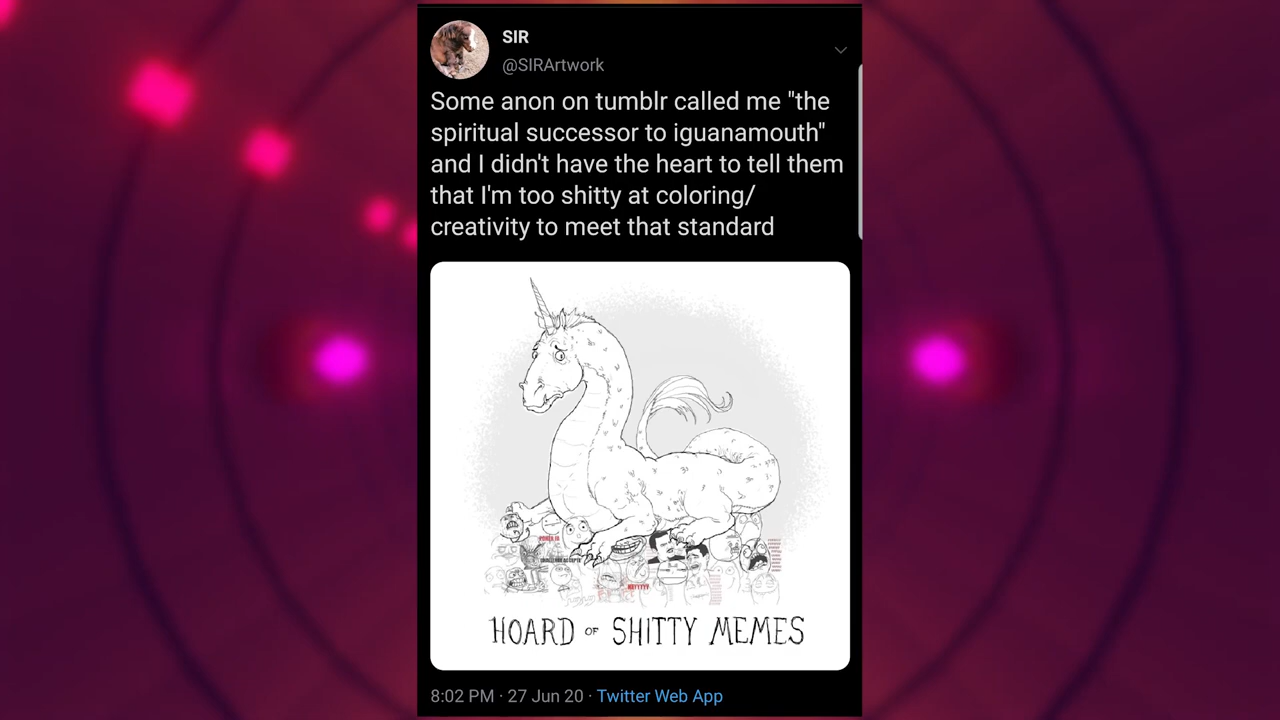 SIR
@SIRArtwork
Some anon on tumblr called me "the
spiritual successor to iguanamouth"
and I didn't have the heart to tell them
that I'm too shitty at coloring/
creativity to meet that standard
CHALLENGE ACCEPTED
HOARD OF SHITTY MEMES
8:02 PM · 27 Jun 20 · Twitter Web App